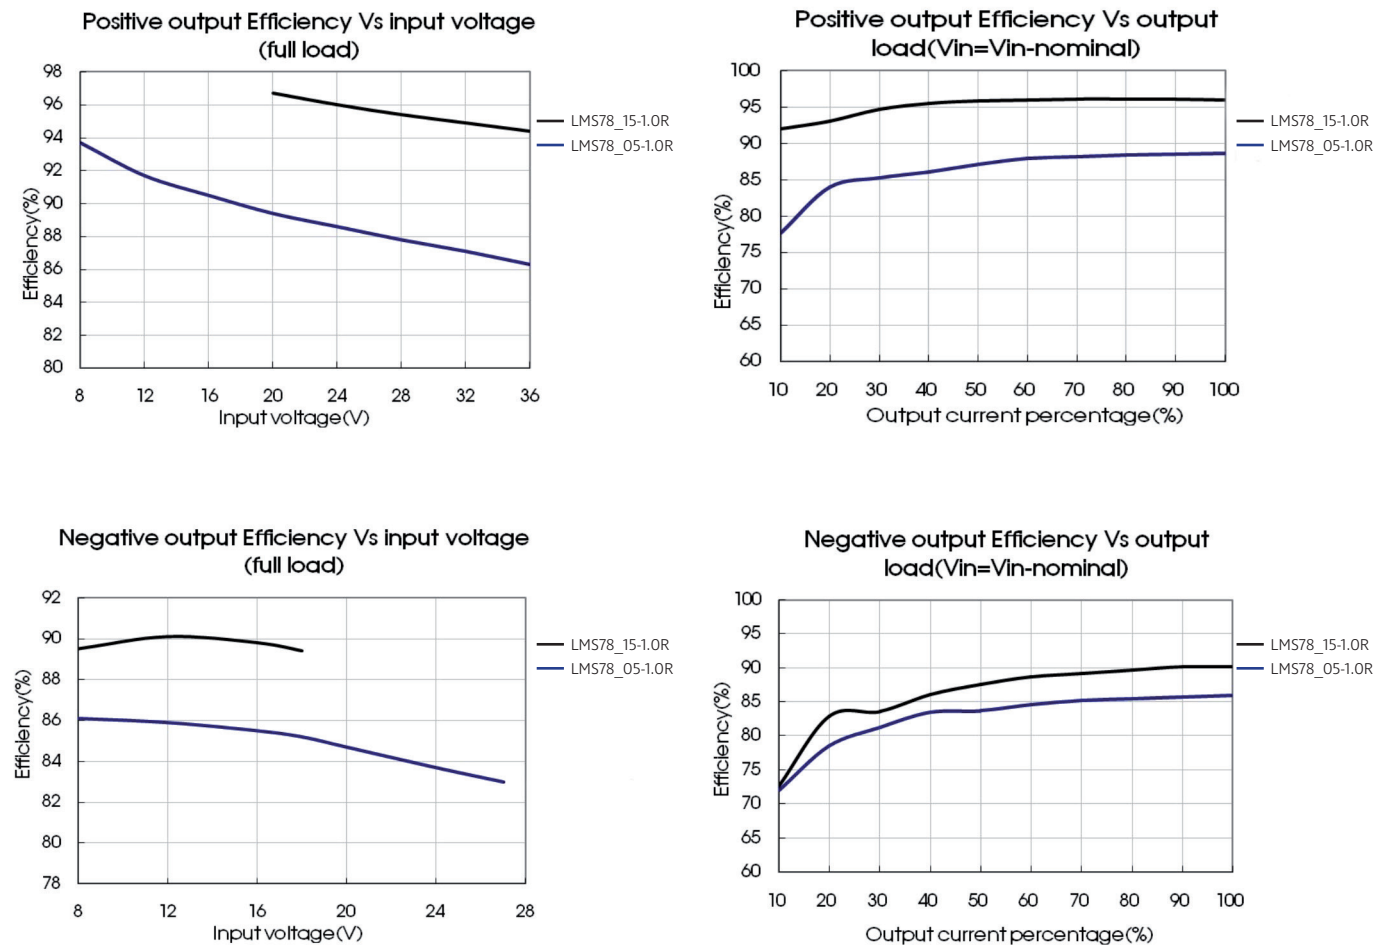 Positive output Efficiency Vs input voltage
(full load)
Efficiency(%)
98
96
94
92
90
88
86
84
82
80
8 12 16 20 24 28 32 36
Input voltage(V)
LMS78_15-1.0R
LMS78_05-1.0R
Positive output Efficiency Vs output
load(Vin=Vin-nominal)
Efficiency(%)
100
95
90
85
80
75
70
65
60
10 20 30 40 50 60 70 80 90 100
Output current percentage(%)
LMS78_15-1.0R
LMS78_05-1.0R
Negative output Efficiency Vs input voltage
(full load)
Efficiency(%)
92
90
88
86
84
82
80
78
8 12 16 20 24 28
Input voltage(V)
LMS78_15-1.0R
LMS78_05-1.0R
Negative output Efficiency Vs output
load(Vin=Vin-nominal)
Efficiency(%)
100
95
90
85
80
75
70
65
60
10 20 30 40 50 60 70 80 90 100
Output current percentage(%)
LMS78_15-1.0R
LMS78_05-1.0R